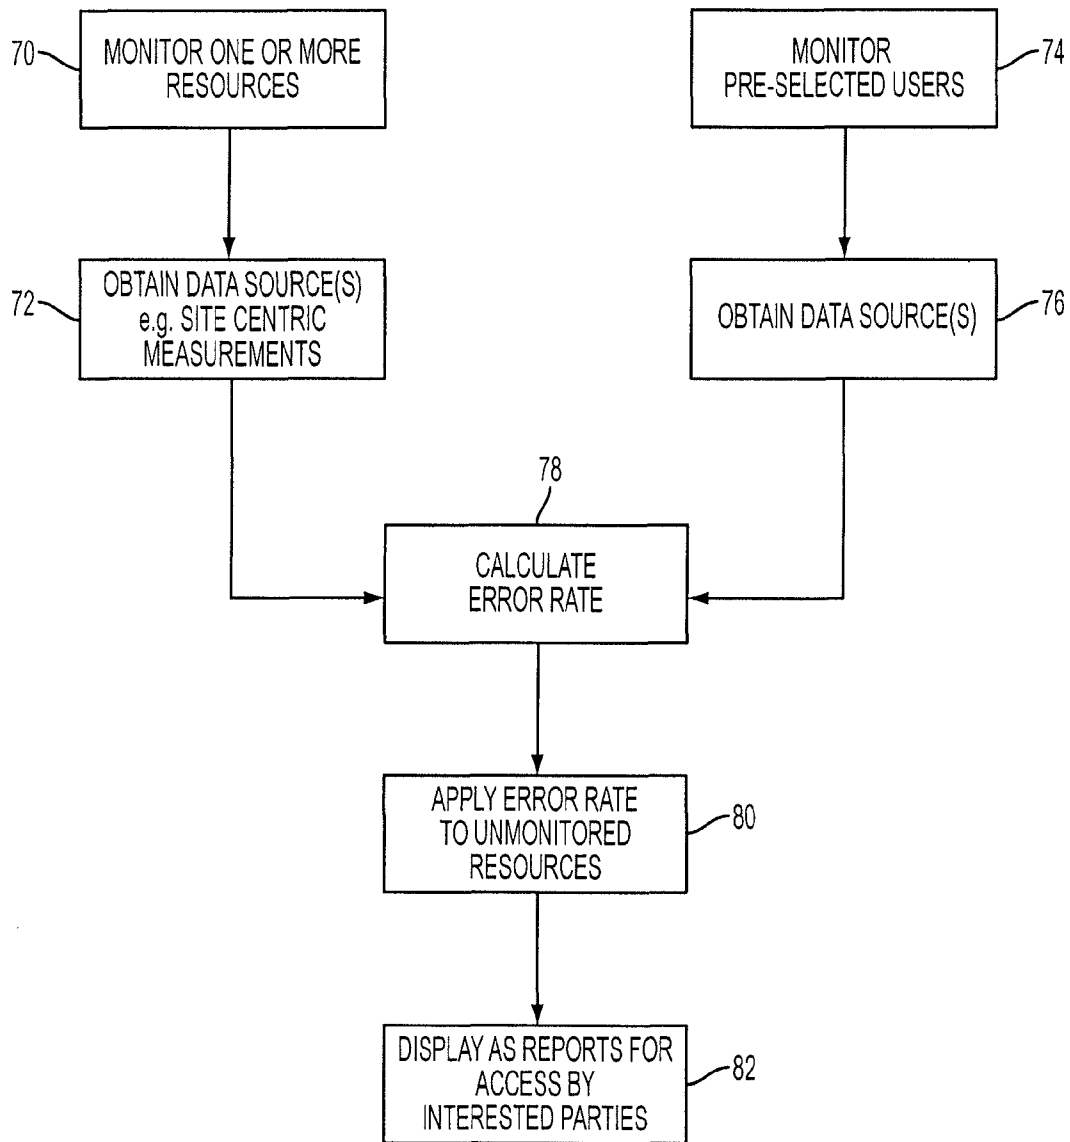 70
MONITOR ONE OR MORE
RESOURCES
MONITOR
PRE-SELECTED USERS
74
72
OBTAIN DATA SOURCE(S)
e.g. SITE CENTRIC
MEASUREMENTS
OBTAIN DATA SOURCE(S)
76
78
CALCULATE
ERROR RATE
APPLY ERROR RATE
TO UNMONITORED
RESOURCES
80
DISPLAY AS REPORTS FOR
ACCESS BY
INTERESTED PARTIES
82